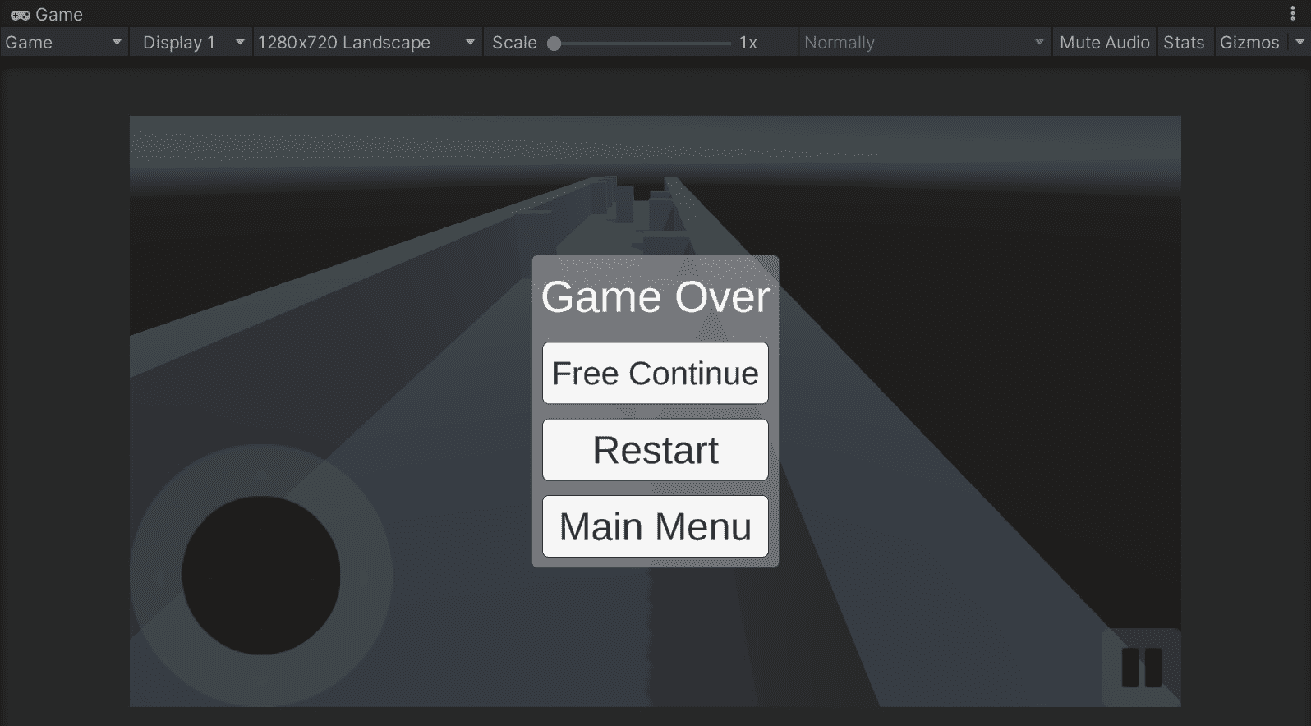 Game
Game Display 1 1280x720 Landscape Scale 1x Normally Mute Audio Stats Gizmos
Game Over
Free Continue
Restart
Main Menu